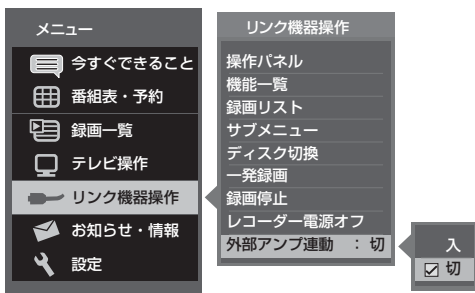 メニュー
今すぐできること
番組表・予約
録画一覧
テレビ操作
リンク機器操作
お知らせ・情報
設定
リンク機器操作
操作パネル
機能一覧
録画リスト
サブメニュー
ディスク切換
一発録画
録画停止
レコーダー電源オフ
外部アンプ連動 : 切
入
切